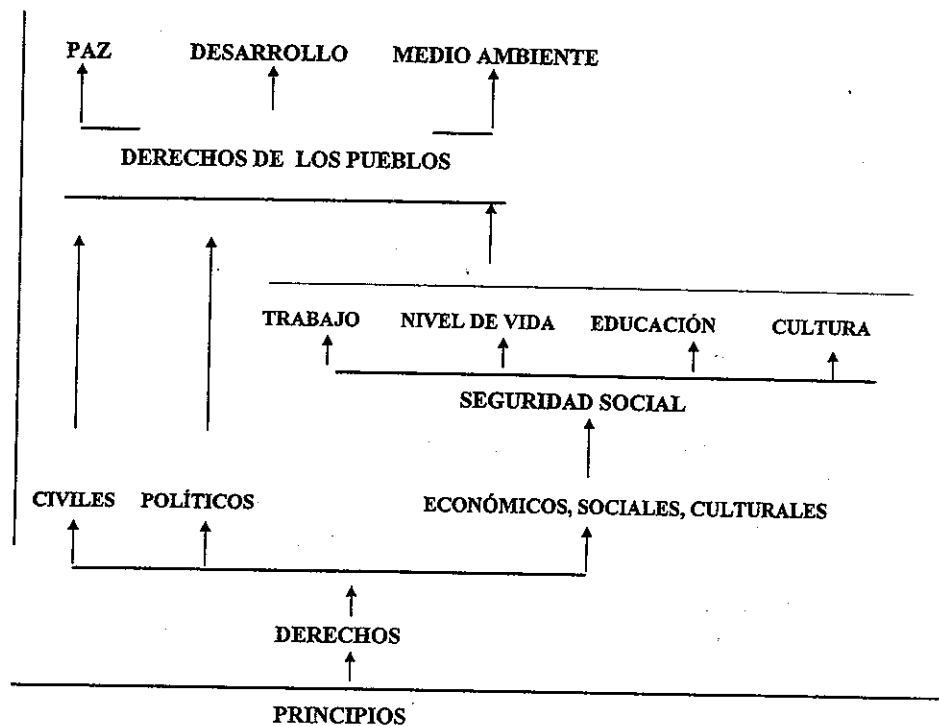 PAZ DESARROLLO MEDIO AMBIENTE
DERECHOS DE LOS PUEBLOS
TRABAJO NIVEL DE VIDA EDUCACIÓN CULTURA
SEGURIDAD SOCIAL
CIVILES POLÍTICOS ECONÓMICOS, SOCIALES, CULTURALES
DERECHOS
PRINCIPIOS